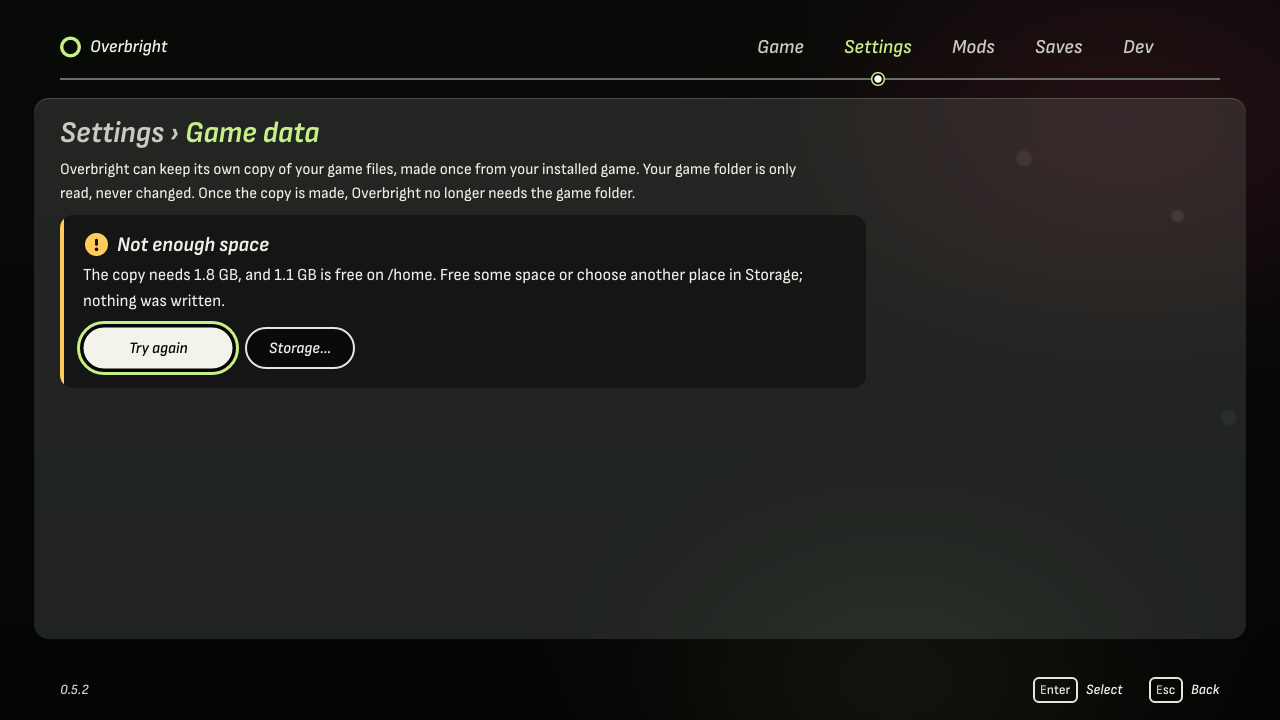 Overbright
Game Settings Mods Saves Dev
Settings › Game data
Overbright can keep its own copy of your game files, made once from your installed game. Your game folder is only
read, never changed. Once the copy is made, Overbright no longer needs the game folder.
Not enough space
The copy needs 1.8 GB, and 1.1 GB is free on /home. Free some space or choose another place in Storage;
nothing was written.
Try again Storage...
0.5.2
Enter Select Esc Back